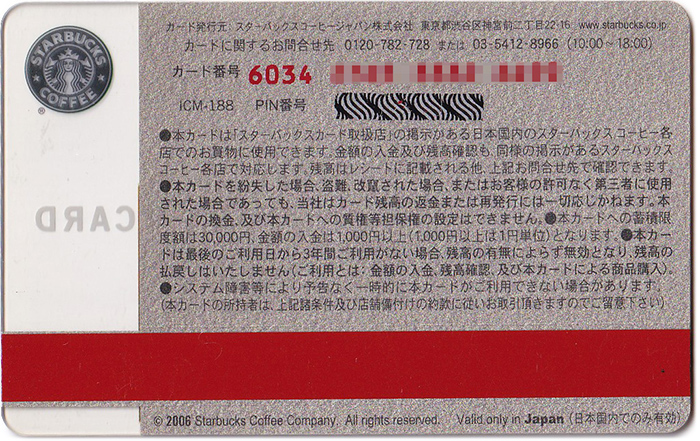 カード発行元：スターバックスコーヒージャパン株式会社 東京都渋谷区神宮前二丁目22-16 www.starbucks.co.jp
カードに関するお問合せ先 0120-782-728 または 03-5412-8966 (10:00~18:00)
STARBUCKS
COFFEE
®
カード番号 6034
iCM-188 PIN番号
●本カードは「スターバックスカード取扱店」の掲示がある日本国内のスターバックス コーヒー各
店でのお買物に使用できます。金額の入金及び残高確認も、同様の掲示があるスターバックス
コーヒー各店で対応します。残高はレシートに記載される他、上記お問合せ先で確認できます。
●本カードを紛失した場合、盗難、改竄された場合、またはお客様の許可なく第三者に使用
された場合であっても、当社はカード残高の返金または再発行には一切応じかねます。本
カードの換金、及び本カードへの質権等担保権の設定はできません。●本カードへの蓄積限
度額は30,000円、金額の入金は1,000円以上(1,000円以上は1円単位)となります。●本カード
は最後のご利用日から3年間ご利用がない場合、残高の有無によらず無効となり、残高の
払戻しはいたしません(ご利用とは：金額の入金、残高確認、及び本カードによる商品購入)。
●システム障害等により予告なく一時的に本カードがご利用できない場合があります。
(本カードの所持者は、上記諸条件及び店舗備付けの約款に従いお取引頂きますのでご留意下さい)
CARD
© 2006 Starbucks Coffee Company. All rights reserved. Valid only in Japan (日本国内でのみ有効)